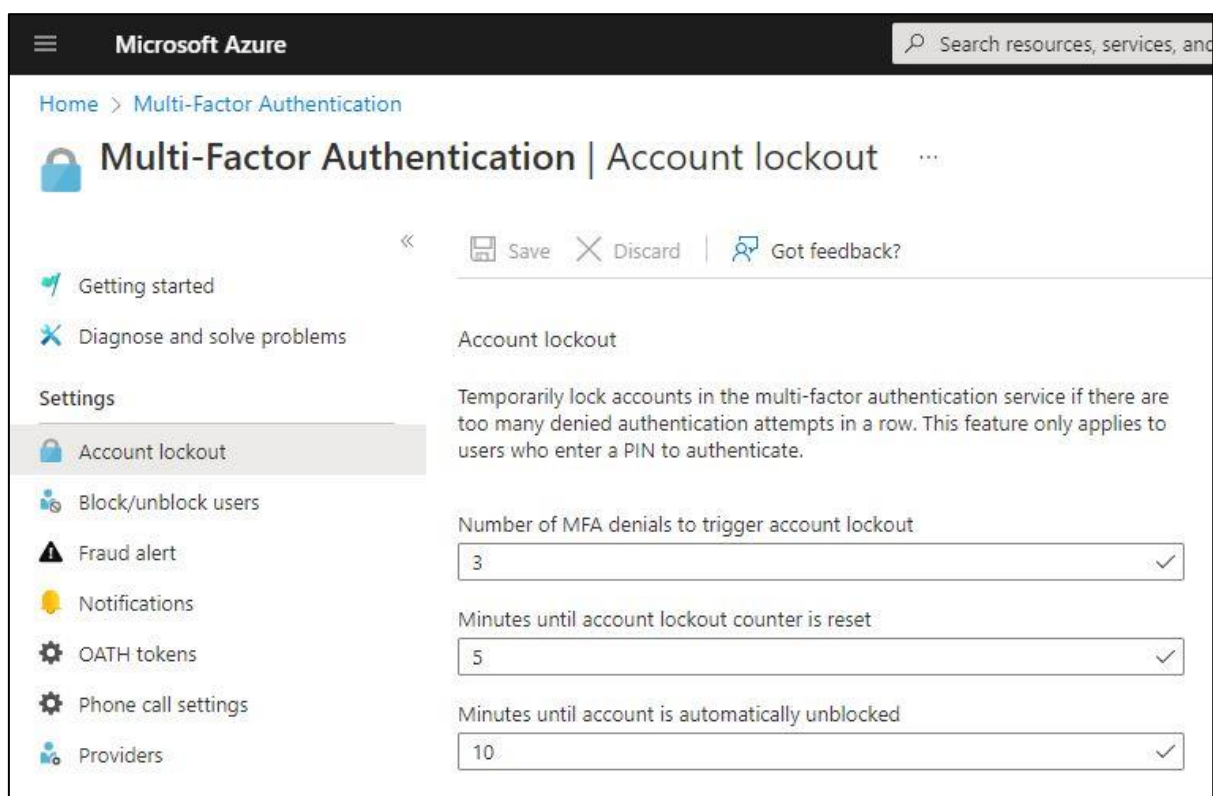 Microsoft Azure
Search resources, services, and
Home > Multi-Factor Authentication
Multi-Factor Authentication | Account lockout ...
«
Save Discard | Got feedback?
Getting started
Diagnose and solve problems
Settings
Account lockout
Block/unblock users
Fraud alert
Notifications
OATH tokens
Phone call settings
Providers
Account lockout
Temporarily lock accounts in the multi-factor authentication service if there are
too many denied authentication attempts in a row. This feature only applies to
users who enter a PIN to authenticate.
Number of MFA denials to trigger account lockout
3
Minutes until account lockout counter is reset
5
Minutes until account is automatically unblocked
10